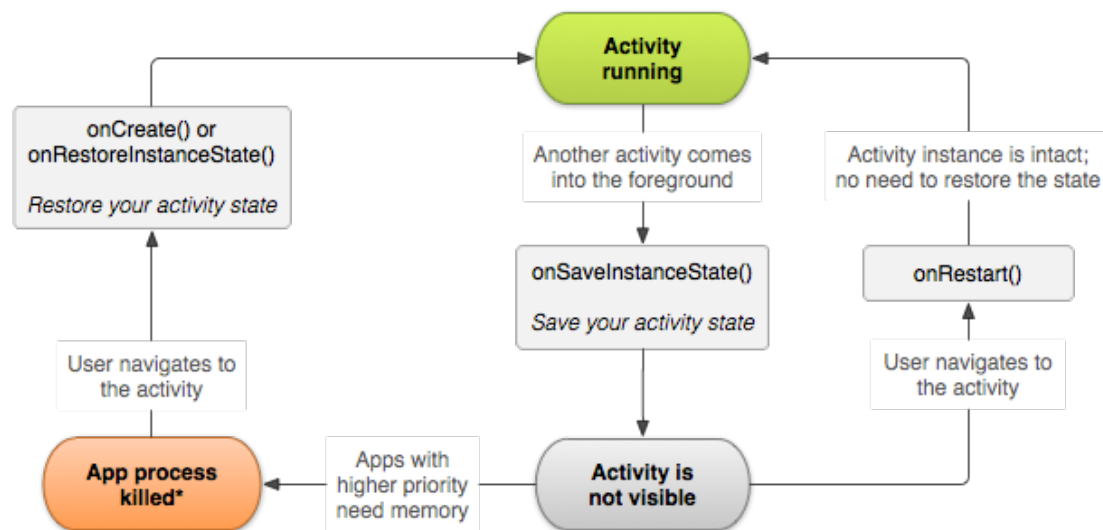 Activity
running
onCreate() or
onRestoreInstanceState()
Restore your activity state
Another activity comes
into the foreground
Activity instance is intact;
no need to restore the state
onSaveInstanceState()
Save your activity state
onRestart()
User navigates to
the activity
User navigates to
the activity
App process
killed*
Apps with
higher priority
need memory
Activity is
not visible